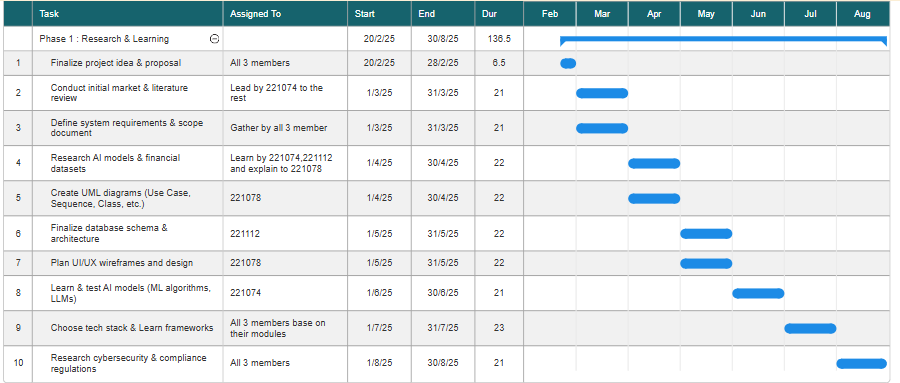 Task Assigned To Start End Dur Feb Mar Apr May Jun Jul Aug
Phase 1 : Research & Learning 20/2/25 30/8/25 136.5
1 Finalize project idea & proposal All 3 members 20/2/25 28/2/25 6.5
2 Conduct initial market & literature review Lead by 221074 to the rest 1/3/25 31/3/25 21
3 Define system requirements & scope document Gather by all 3 member 1/3/25 31/3/25 21
4 Research AI models & financial datasets Learn by 221074,221112 and explain to 221078 1/4/25 30/4/25 22
5 Create UML diagrams (Use Case, Sequence, Class, etc.) 221078 1/4/25 30/4/25 22
6 Finalize database schema & architecture 221112 1/5/25 31/5/25 22
7 Plan UI/UX wireframes and design 221078 1/5/25 31/5/25 22
8 Learn & test AI models (ML algorithms, LLMs) 221074 1/6/25 30/6/25 21
9 Choose tech stack & Learn frameworks All 3 members base on their modules 1/7/25 31/7/25 23
10 Research cybersecurity & compliance regulations All 3 members 1/8/25 30/8/25 21